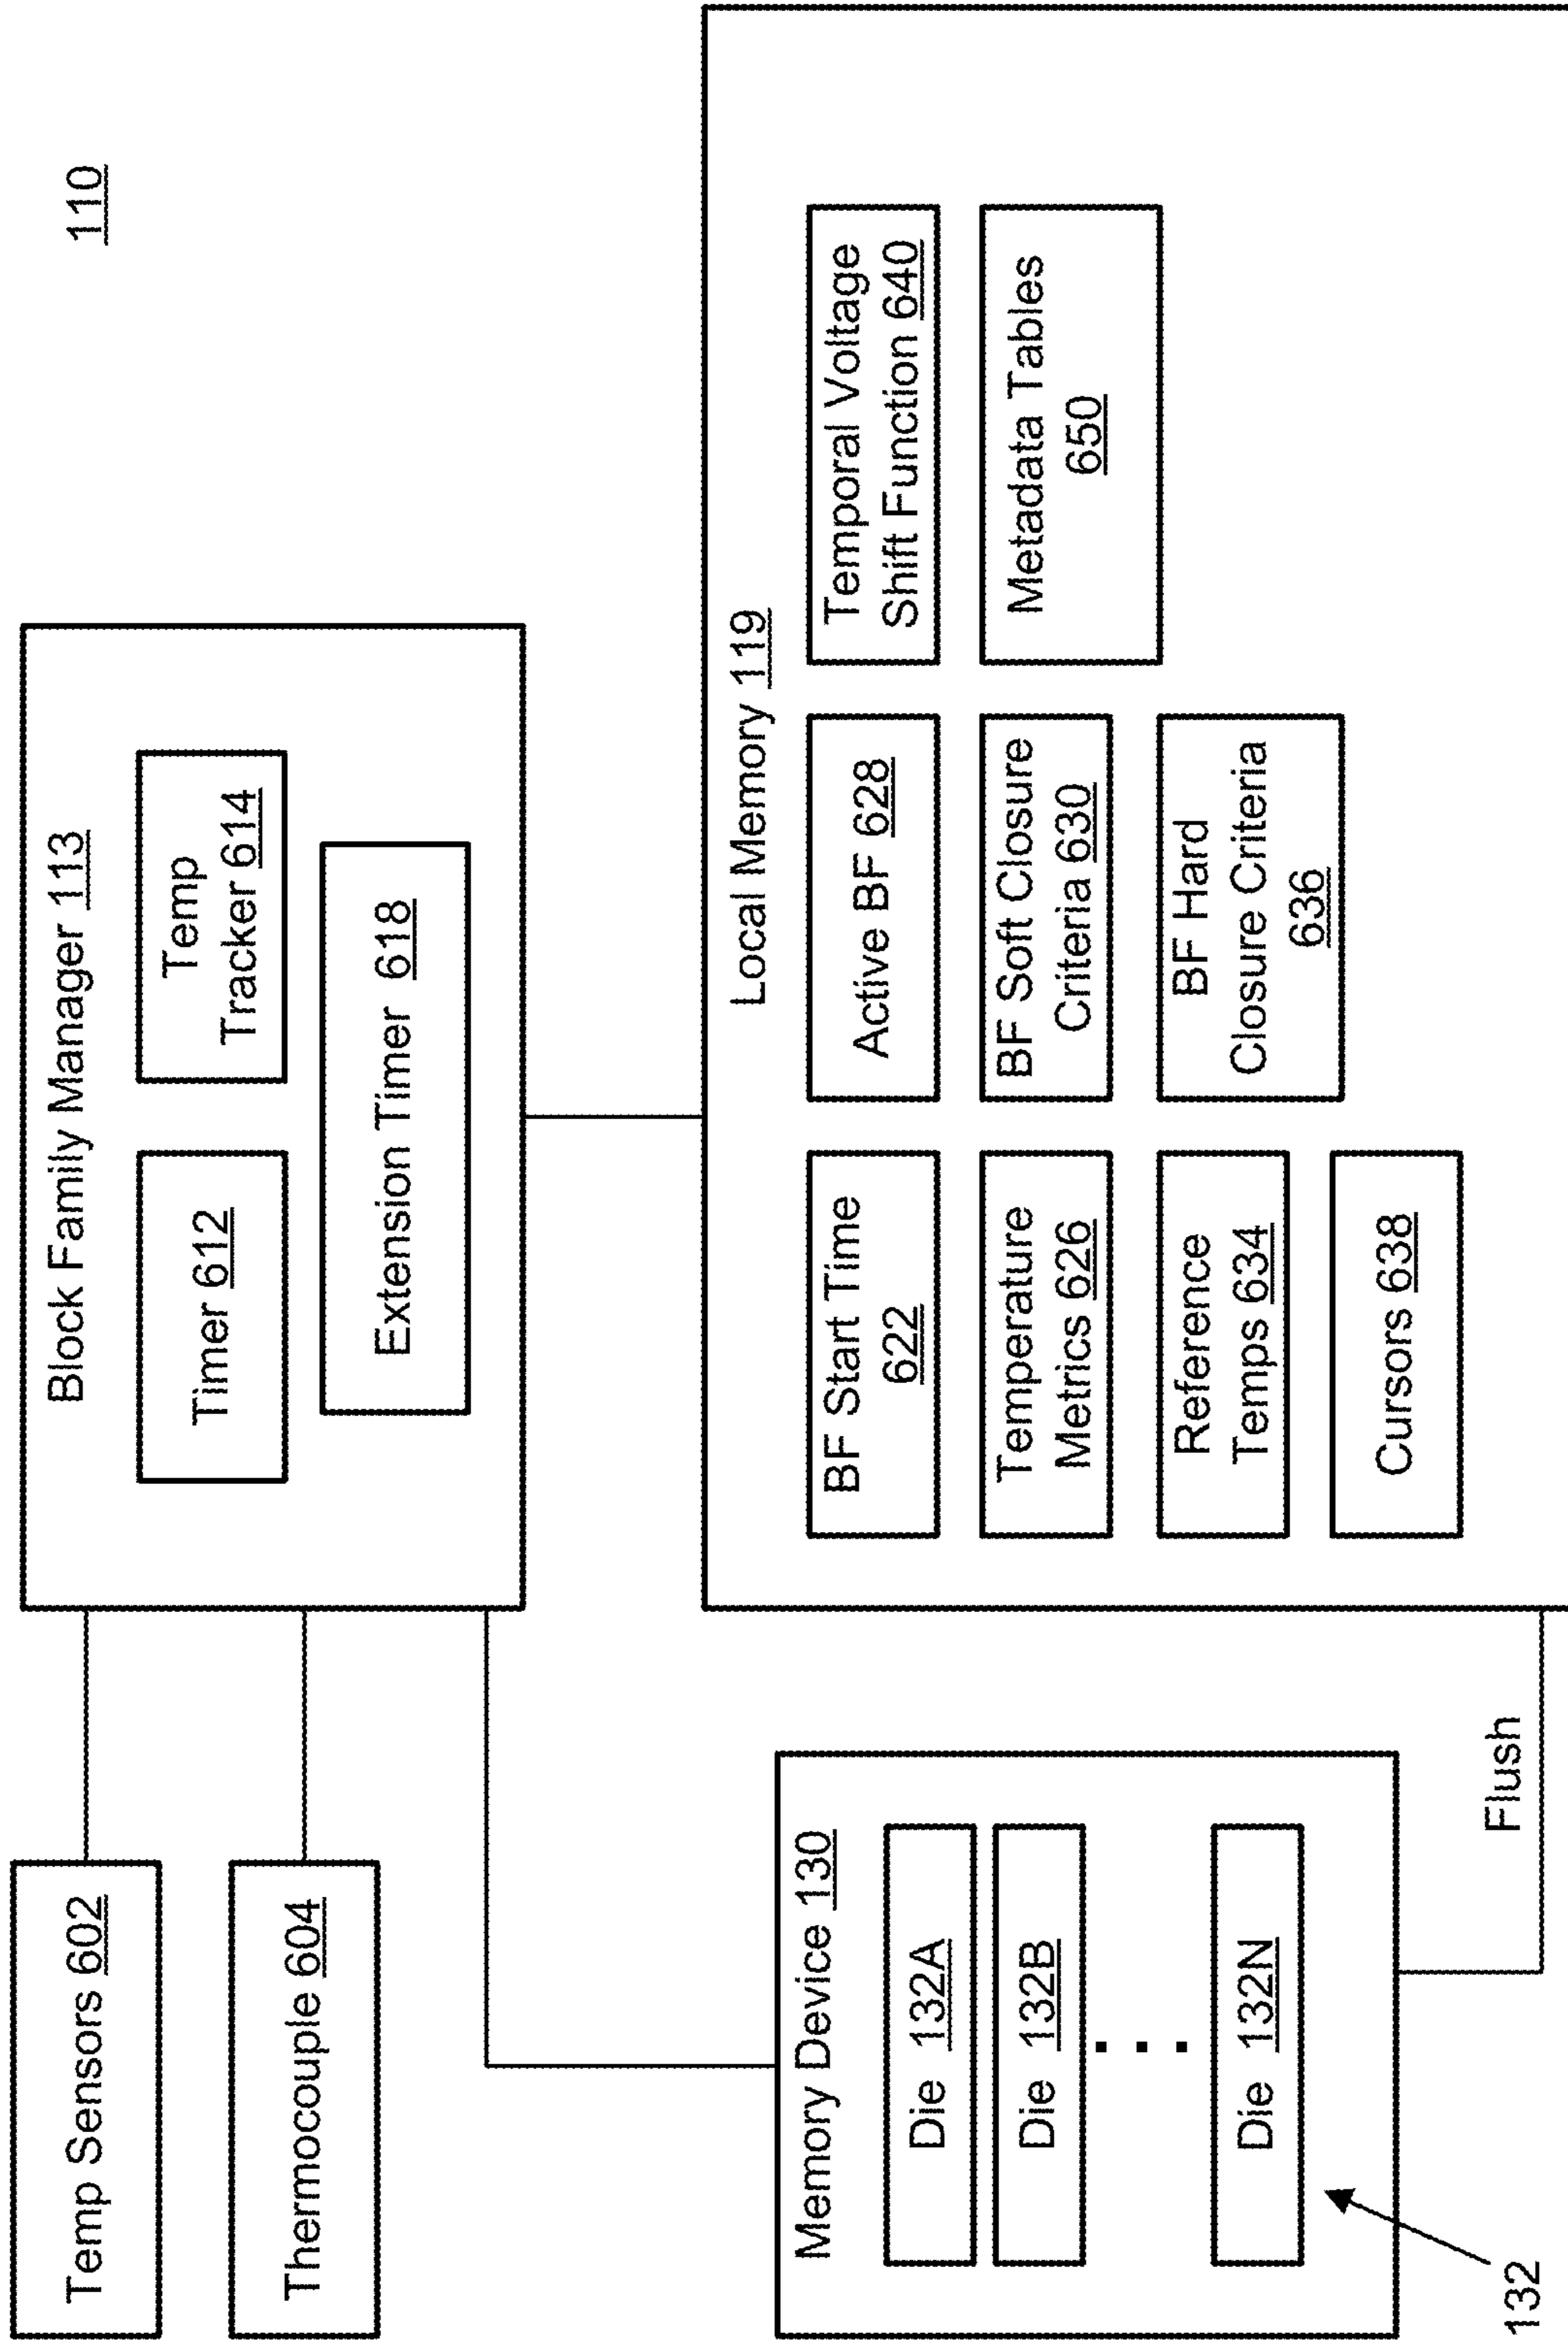 110
Temp Sensors 602
Thermocouple 604
Block Family Manager 113
Timer 612
Temp
Tracker 614
Extension Timer 618
Memory Device 130
Die 132A
Die 132B
Die 132N
132
Flush
Local Memory 119
BF Start Time
622
Temperature
Metrics 626
Reference
Temps 634
Cursors 638
Active BF 628
BF Soft Closure
Criteria 630
BF Hard
Closure Criteria
636
Temporal Voltage
Shift Function 640
Metadata Tables
650